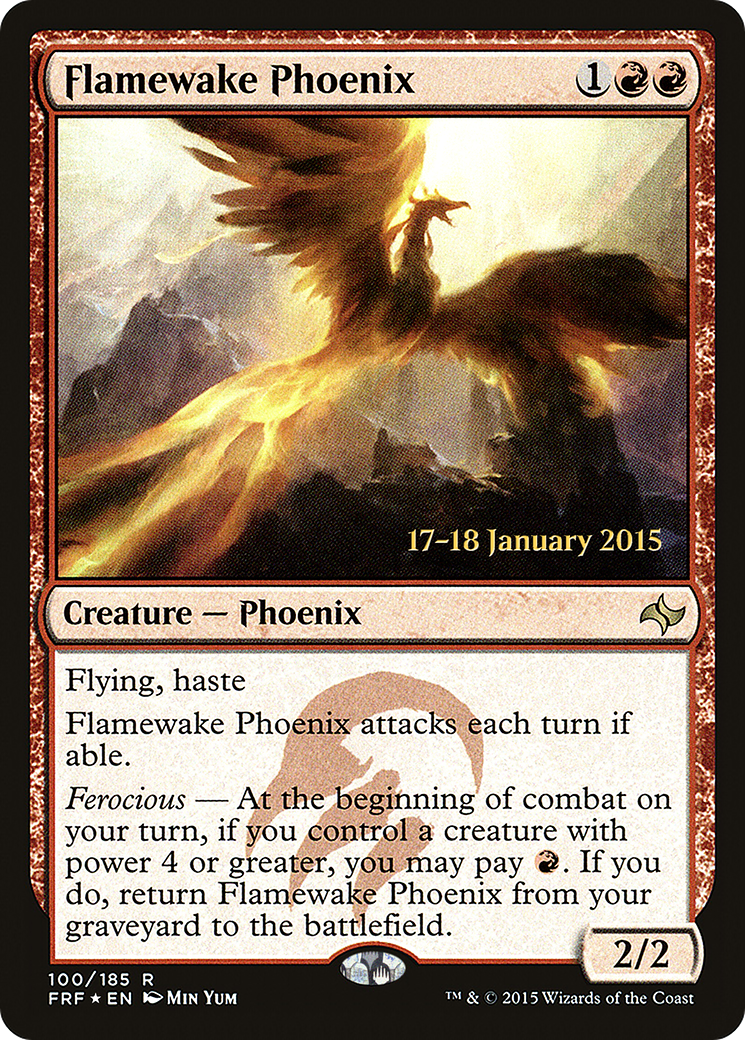 Flamewake Phoenix 1
17–18 January 2015
Creature — Phoenix
Flying, haste
Flamewake Phoenix attacks each turn if
able.
Ferocious — At the beginning of combat on
your turn, if you control a creature with
power 4 or greater, you may pay . If you
do, return Flamewake Phoenix from your
graveyard to the battlefield.
2/2
100/185 R
FRF ★ EN Min Yum
™ & © 2015 Wizards of the Coast